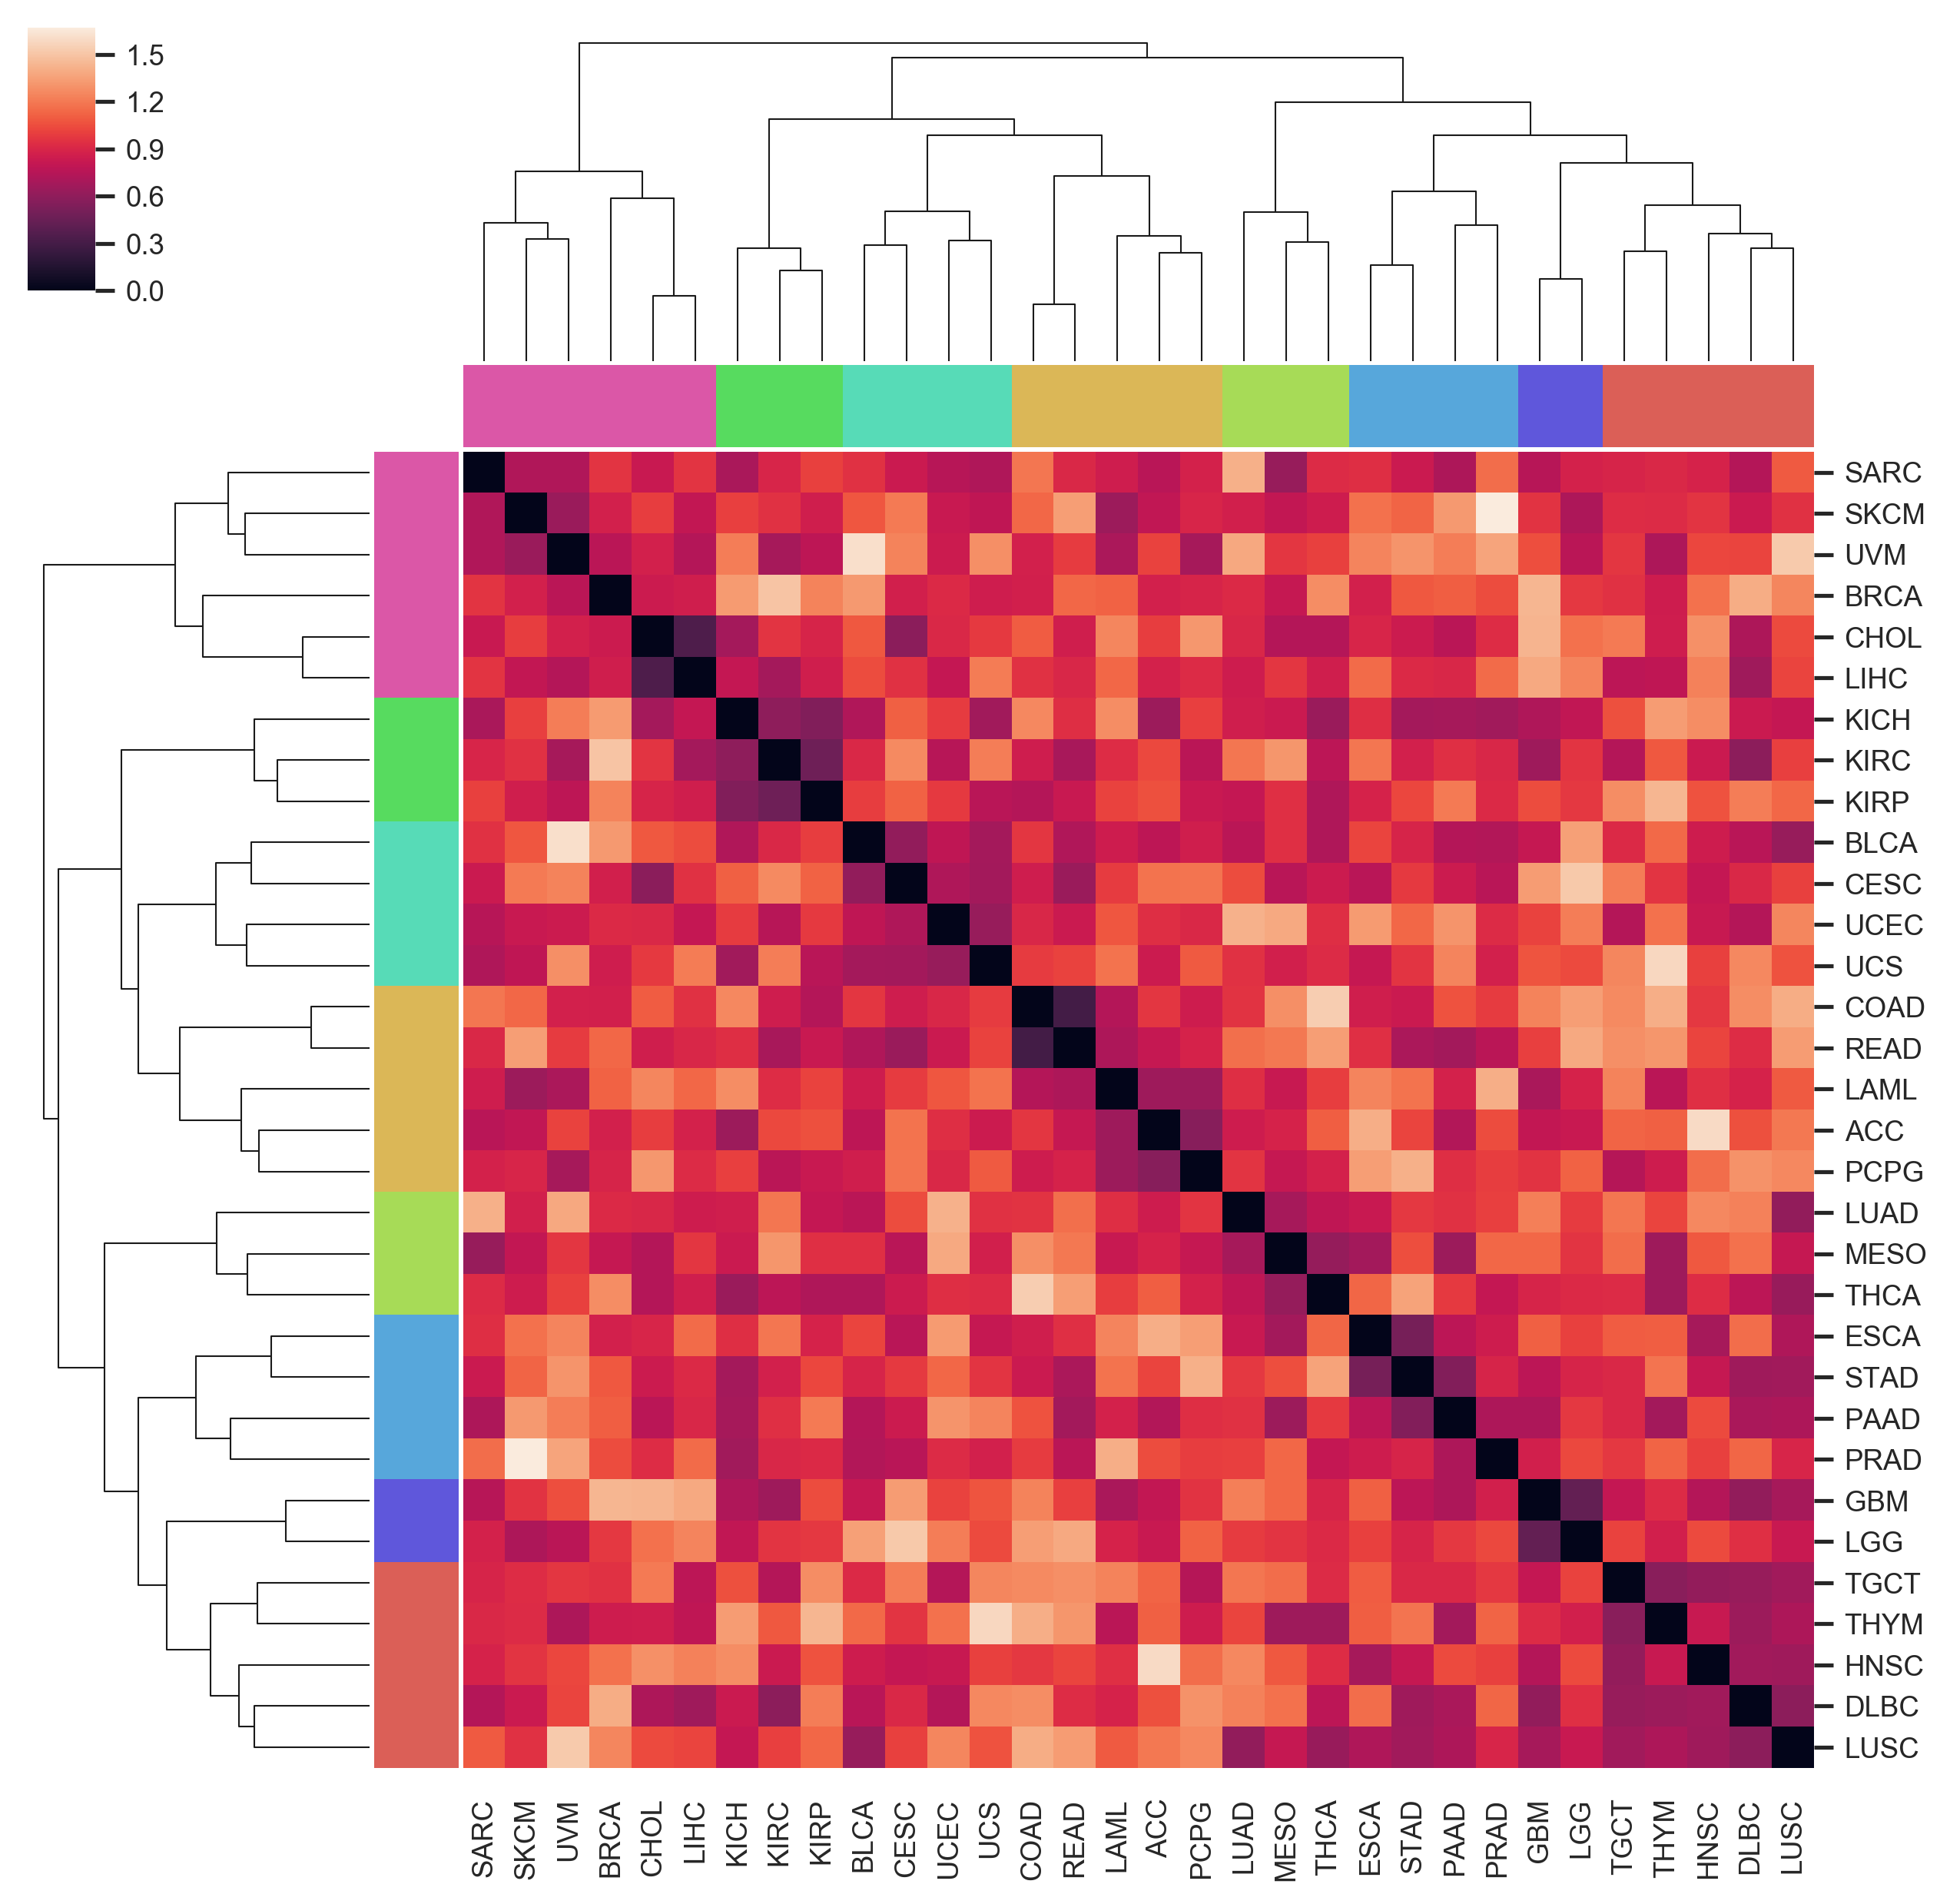 1.5
1.2
0.9
0.6
0.3
0.0
SARC
SKCM
UVM
BRCA
CHOL
LIHC
KICH
KIRC
KIRP
BLCA
CESC
UCEC
UCS
COAD
READ
LAML
ACC
PCPG
LUAD
MESO
THCA
ESCA
STAD
PAAD
PRAD
GBM
LGG
TGCT
THYM
HNSC
DLBC
LUSC
SARC
SKCM
UVM
BRCA
CHOL
LIHC
KICH
KIRC
KIRP
BLCA
CESC
UCEC
UCS
COAD
READ
LAML
ACC
PCPG
LUAD
MESO
THCA
ESCA
STAD
PAAD
PRAD
GBM
LGG
TGCT
THYM
HNSC
DLBC
LUSC